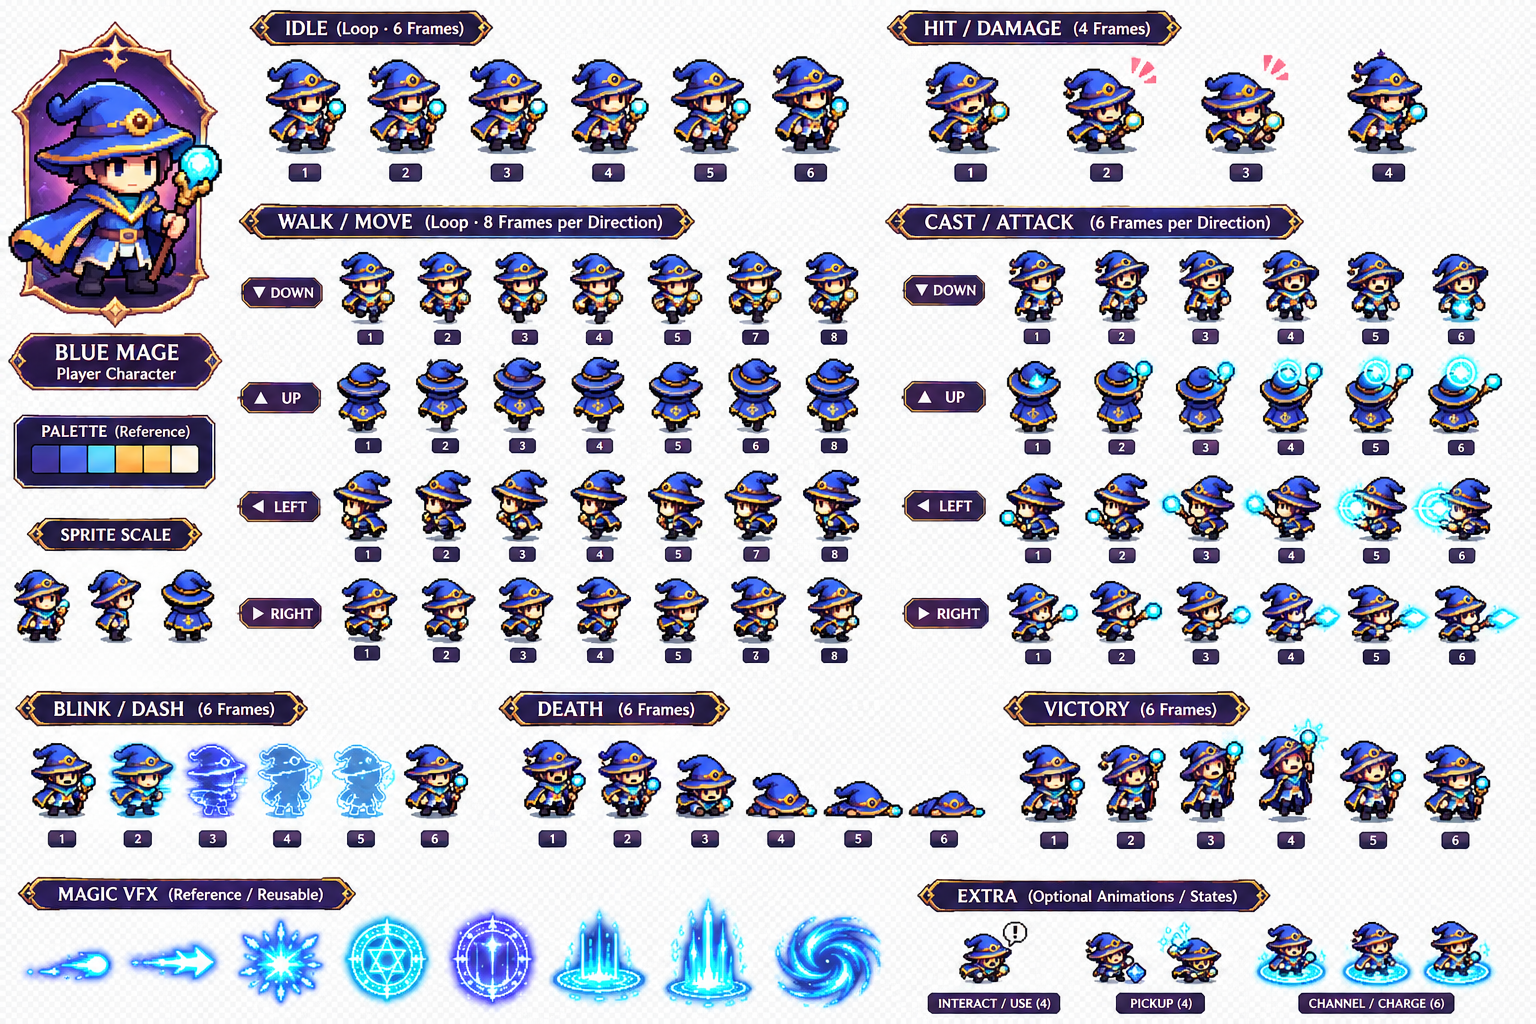 IDLE (Loop · 6 Frames)
1 2 3 4 5 6
HIT / DAMAGE (4 Frames)
1 2 3 4
BLUE MAGE
Player Character
PALETTE (Reference)
SPRITE SCALE
WALK / MOVE (Loop · 8 Frames per Direction)
▼ DOWN
1 2 3 4 5 7 8
▲ UP
1 2 3 4 5 6 8
◀ LEFT
1 2 3 4 5 7 8
▶ RIGHT
1 2 3 4 5 8
CAST / ATTACK (6 Frames per Direction)
▼ DOWN
1 2 3 4 5 6
▲ UP
1 2 3 4 5 6
◀ LEFT
1 2 3 4 5 6
▶ RIGHT
1 2 3 4 5 6
BLINK / DASH (6 Frames)
1 2 3 4 5 6
DEATH (6 Frames)
1 2 3 4 5 6
VICTORY (6 Frames)
1 2 3 4 5 6
MAGIC VFX (Reference / Reusable)
EXTRA (Optional Animations / States)
!
INTERACT / USE (4)
PICKUP (4)
CHANNEL / CHARGE (6)